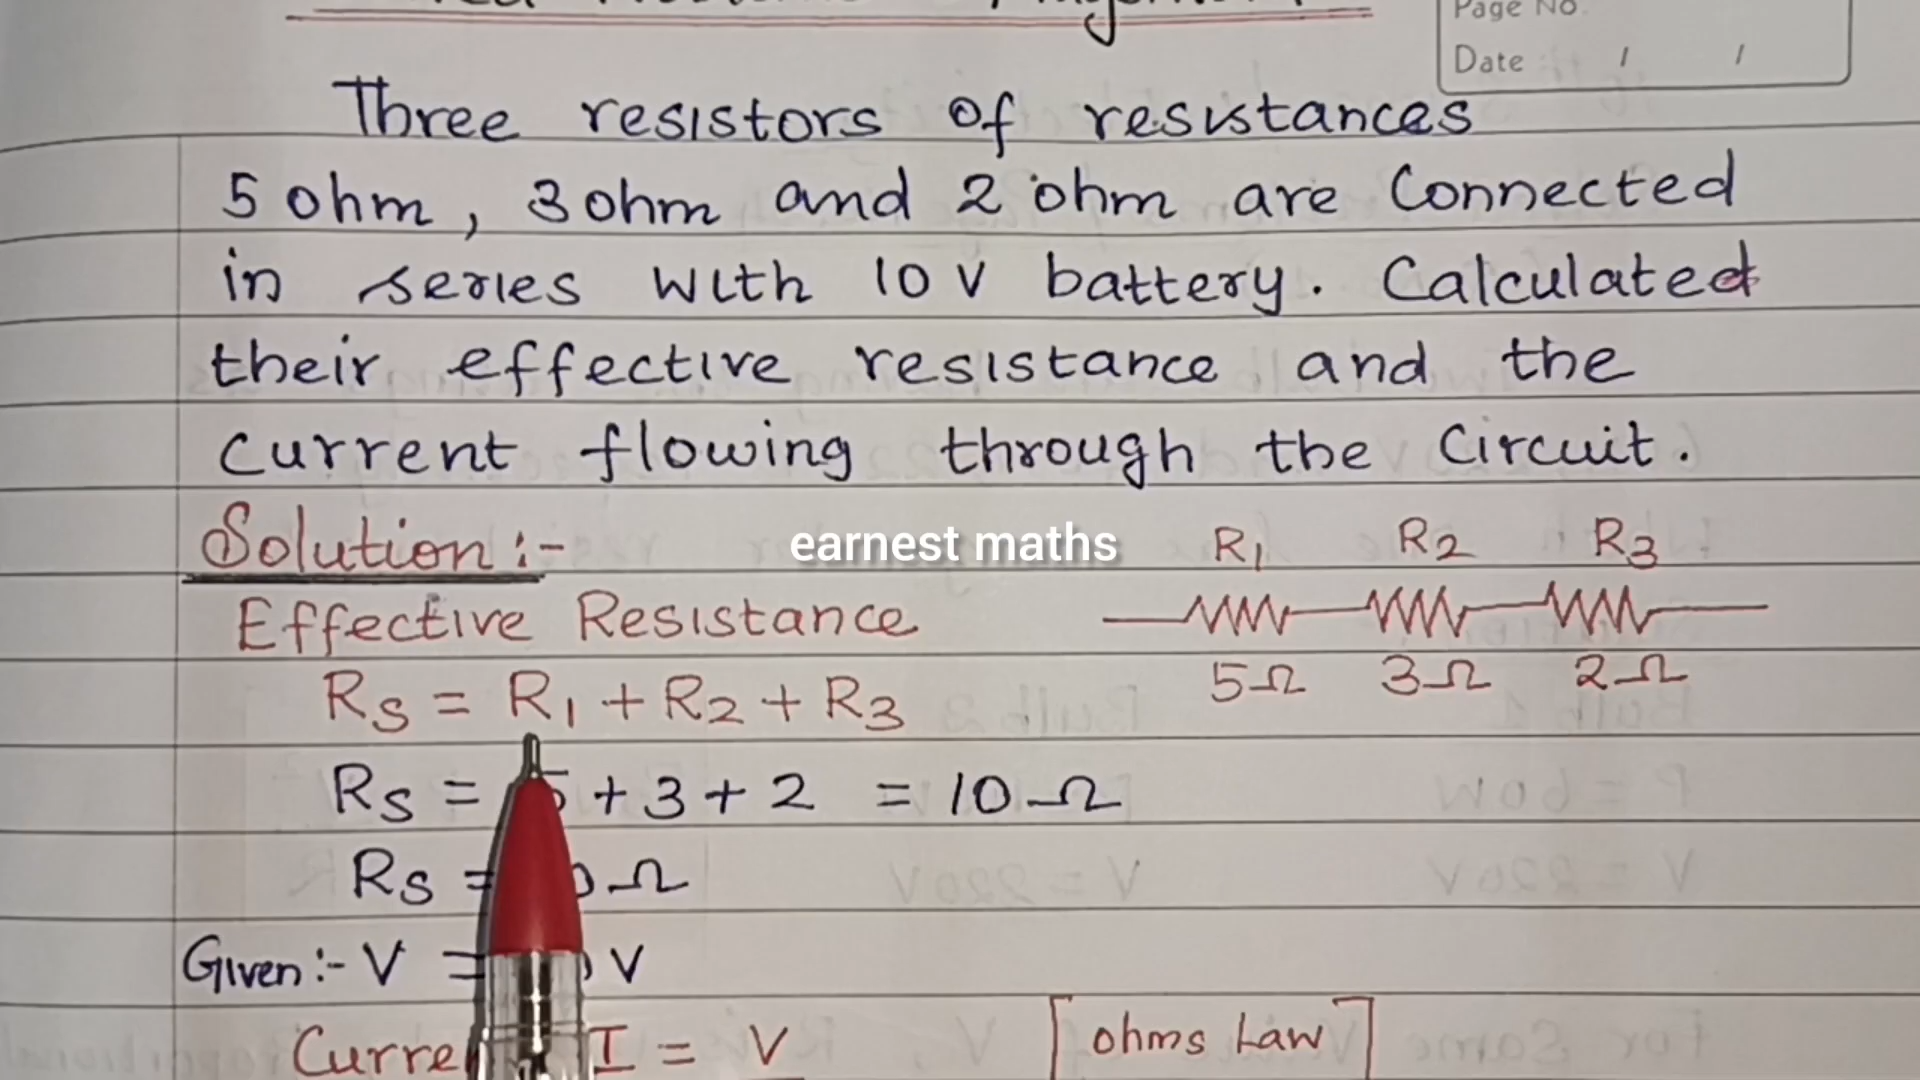 Page No.
Date / /
Three resistors of resistances
5 ohm, 3 ohm and 2 ohm are Connected
in series with 10 V battery. Calculated
their effective resistance and the
Current flowing through the Circuit.
Solution :-
earnest maths
R1 R2 R3
Effective Resistance
5Ω 3Ω 2Ω
Rs = R1 + R2 + R3
Rs = 5 + 3 + 2 = 10 Ω
Rs = Ω
Given :- V = V
I = V [ohms Law]